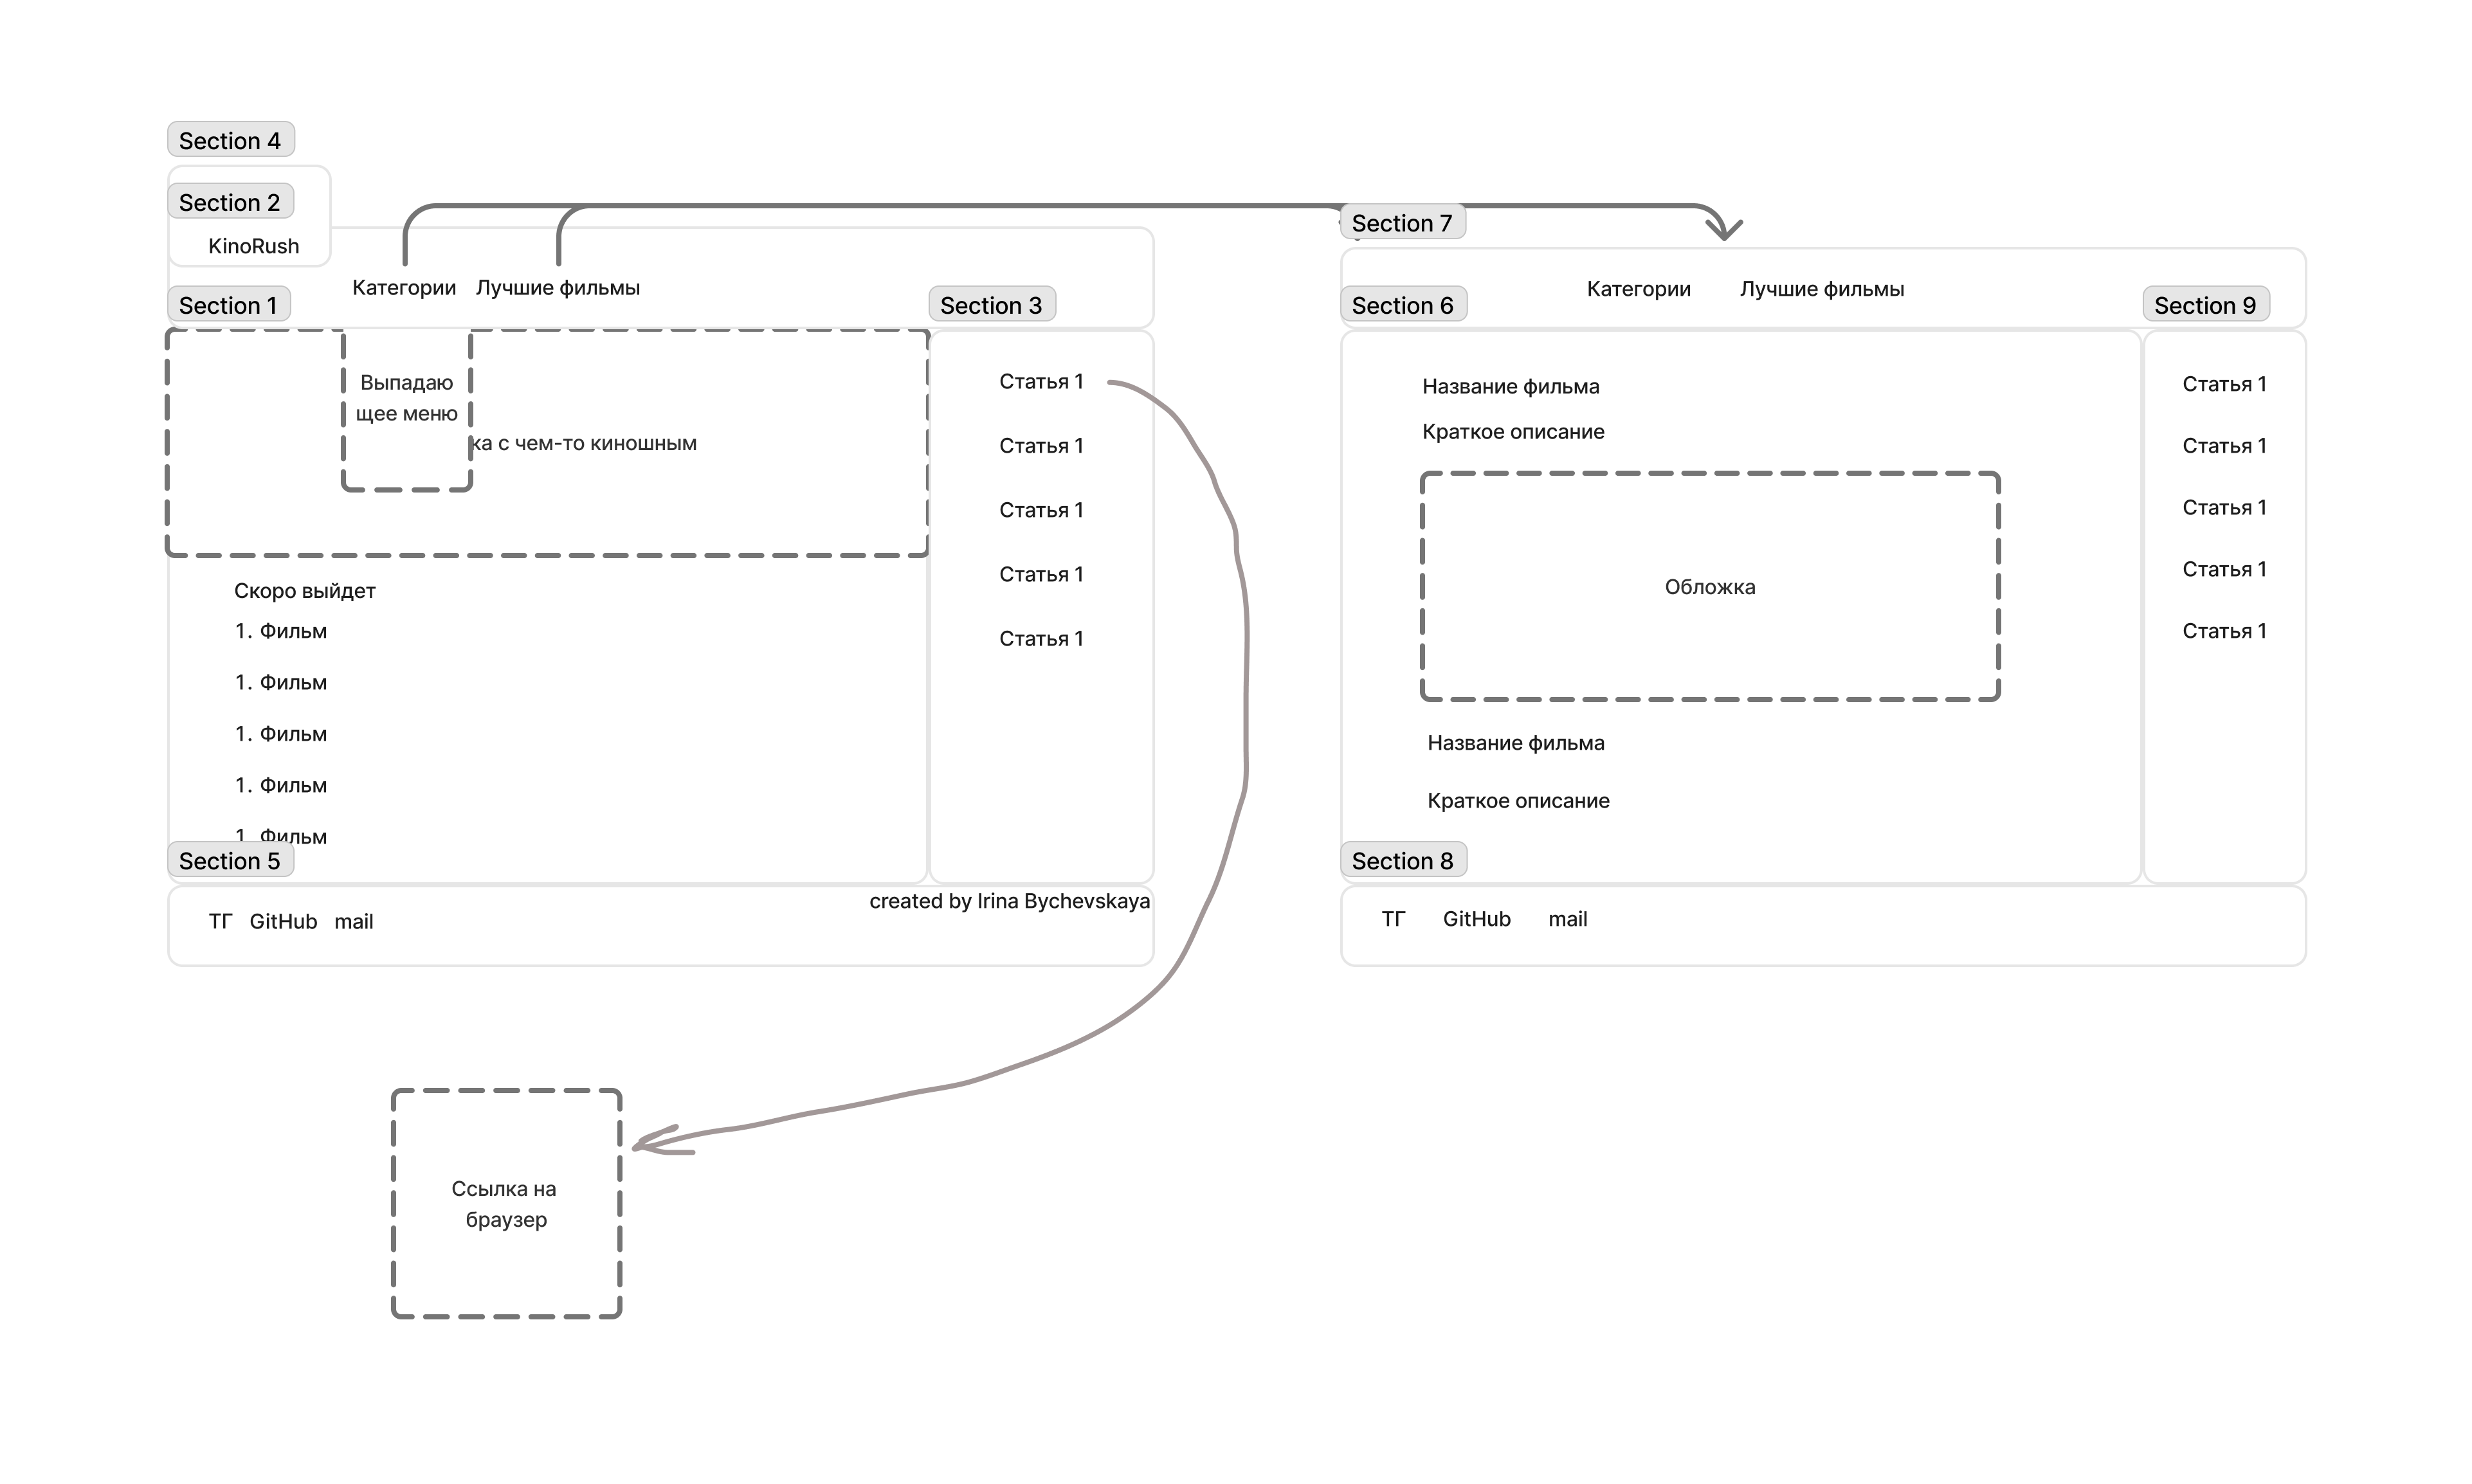 Section 4
Section 2
KinoRush
Категории
Лучшие фильмы
Section 1
Выпадаю
щее меню
ка с чем-то киношным
Скоро выйдет
1. Фильм
1. Фильм
1. Фильм
1. Фильм
1. Фильм
Section 3
Статья 1
Статья 1
Статья 1
Статья 1
Статья 1
Section 5
created by Irina Bychevskaya
ТГ GitHub mail
Ссылка на
браузер
Section 7
Категории
Лучшие фильмы
Section 6
Название фильма
Краткое описание
Обложка
Название фильма
Краткое описание
Section 9
Статья 1
Статья 1
Статья 1
Статья 1
Статья 1
Section 8
ТГ GitHub mail